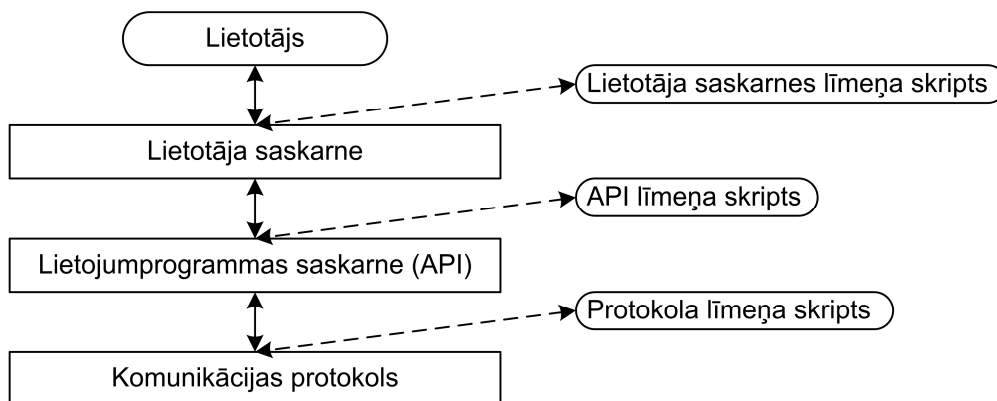 Lietotājs
Lietotāja saskarnes līmeņa skripts
Lietotāja saskarne
API līmeņa skripts
Lietojumprogrammas saskarne (API)
Protokola līmeņa skripts
Komunikācijas protokols